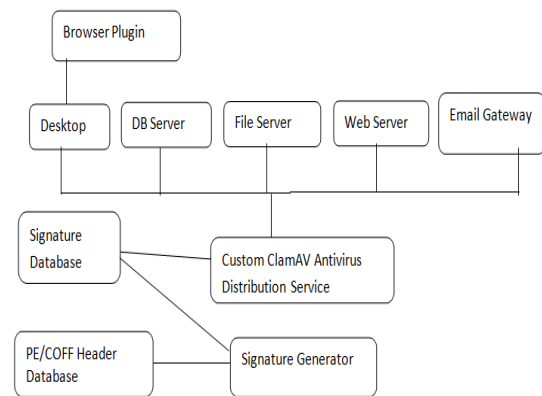 Browser Plugin
Desktop
DB Server
File Server
Web Server
Email Gateway
Signature
Database
Custom ClamAV Antivirus
Distribution Service
PE/COFF Header
Database
Signature Generator